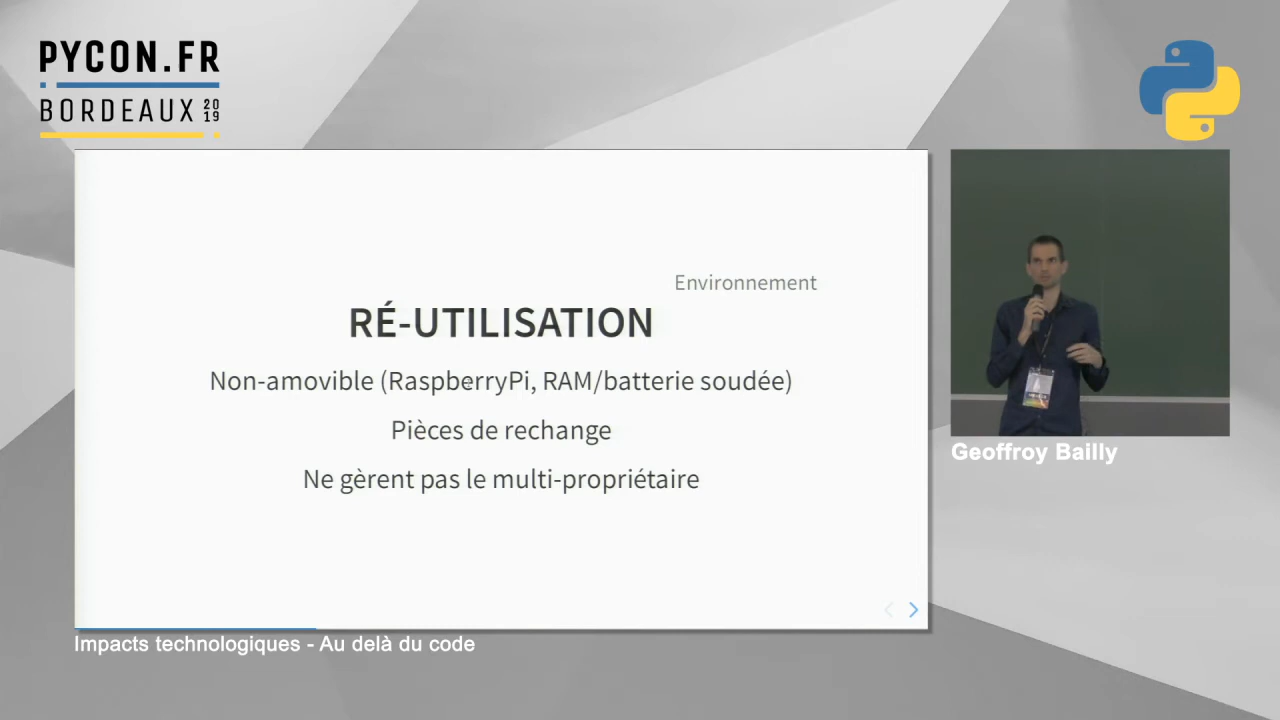 PYCON.FR
BORDEAUX 2019
Environnement
RÉ-UTILISATION
Non-amovible (RaspberryPi, RAM/batterie soudée)
Pièces de rechange
Ne gèrent pas le multi-propriétaire
Geoffroy Bailly
Impacts technologiques - Au delà du code